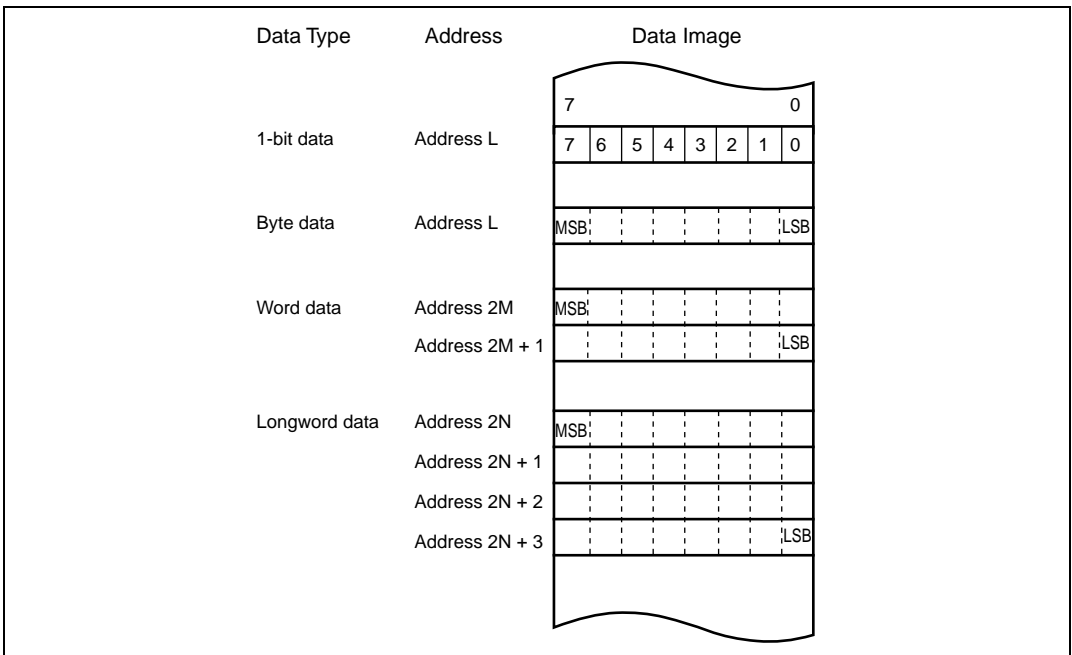 Data Type Address Data Image
7 0
1-bit data Address L 7 6 5 4 3 2 1 0
Byte data Address L MSB LSB
Word data Address 2M MSB
Address 2M + 1 LSB
Longword data Address 2N MSB
Address 2N + 1
Address 2N + 2
Address 2N + 3 LSB